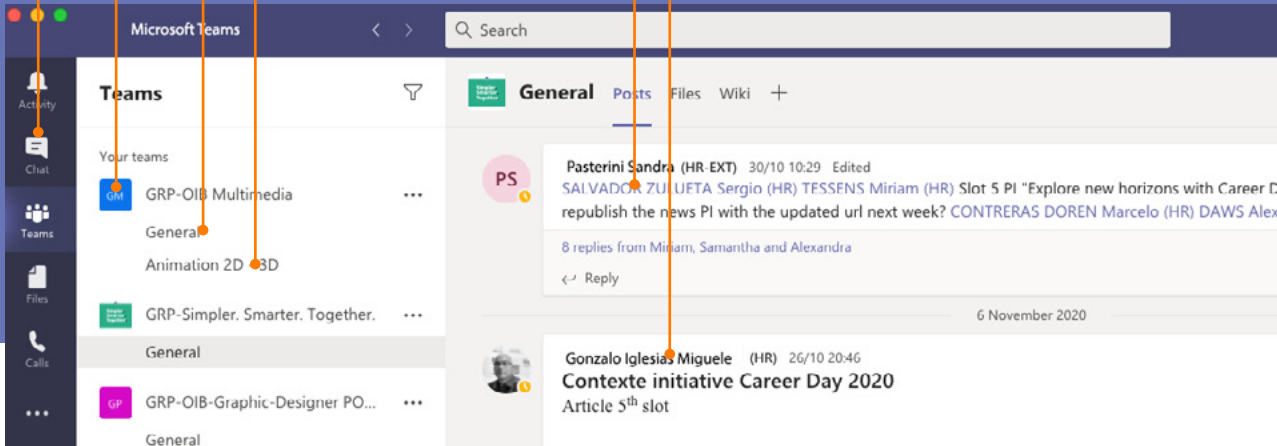 Microsoft Teams
Search
Activity
Chat
Teams
Files
Calls
Teams
Your teams
GM GRP-OIB Multimedia
General
Animation 2D 3D
GRP-Simpler. Smarter. Together.
General
GP GRP-OIB-Graphic-Designer PO...
General
Simpler Smarter Together General Posts Files Wiki +
PS Pasterini Sandra (HR-EXT) 30/10 10:29 Edited
SALVADOR ZULUETA Sergio (HR) TESSENS Miriam (HR) Slot 5 PI "Explore new horizons with Career D
republish the news PI with the updated url next week? CONTRERAS DOREN Marcelo (HR) DAWS Alex
8 replies from Miriam, Samantha and Alexandra
Reply
6 November 2020
Gonzalo Iglesias Miguele (HR) 26/10 20:46
Contexte initiative Career Day 2020
Article 5th slot